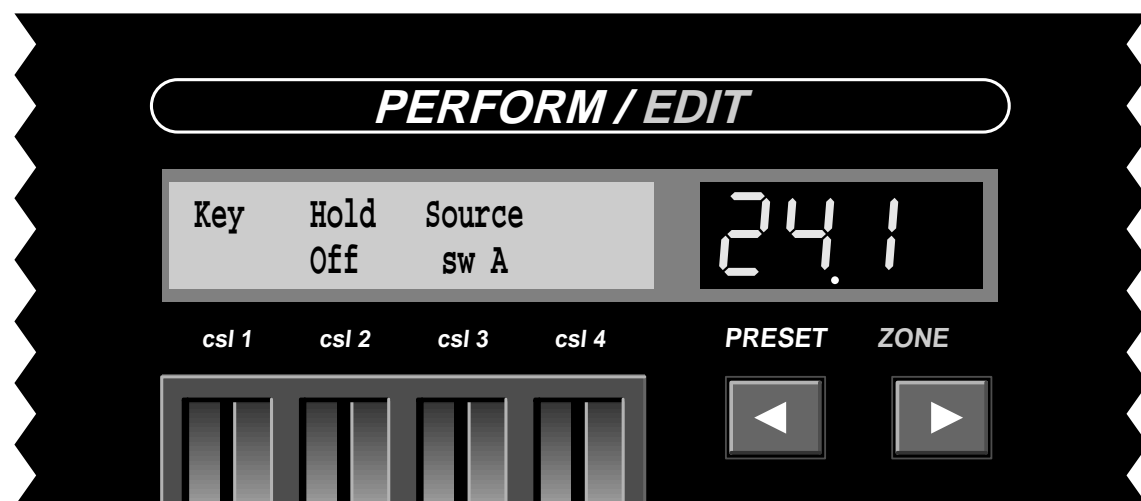 PERFORM / EDIT
Key Hold Source
Off sw A
24.1
csl 1 csl 2 csl 3 csl 4
PRESET ZONE